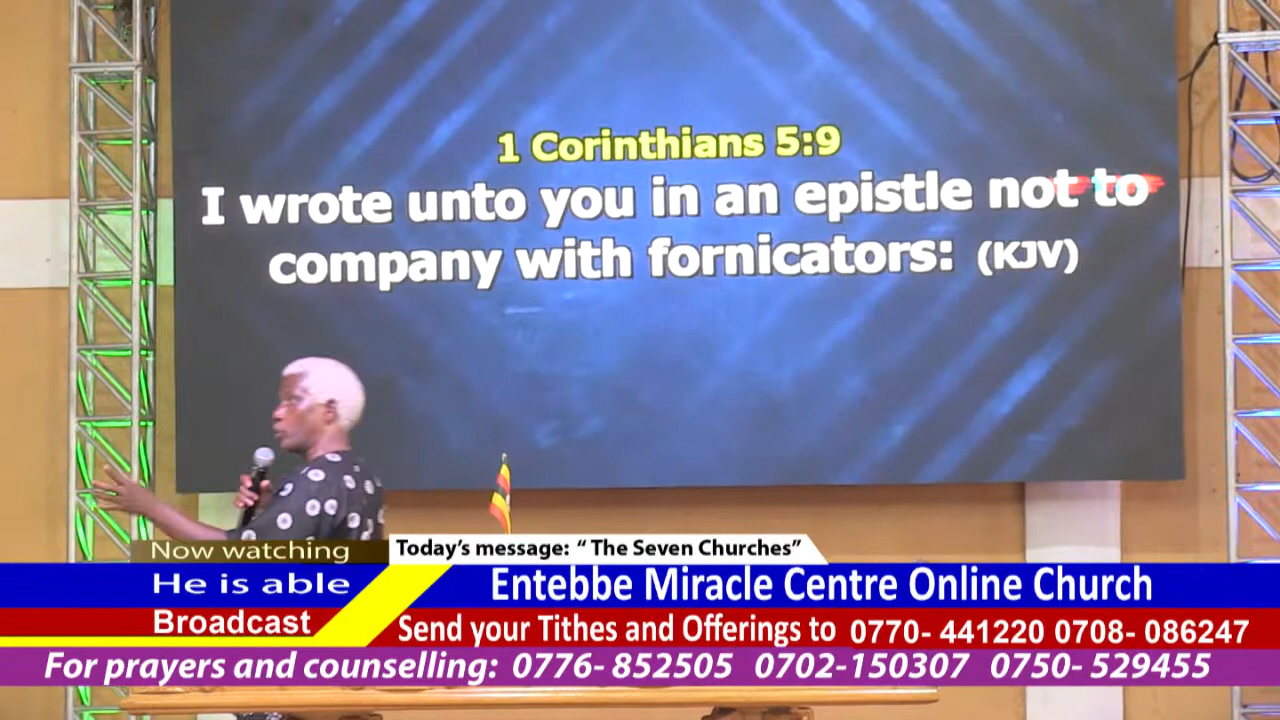 1 Corinthians 5:9
I wrote unto you in an epistle not to
company with fornicators: (KJV)
Now watching
Today's message: “ The Seven Churches”
He is able
Entebbe Miracle Centre Online Church
Broadcast
Send your Tithes and Offerings to 0770- 441220 0708- 086247
For prayers and counselling: 0776- 852505 0702-150307 0750- 529455